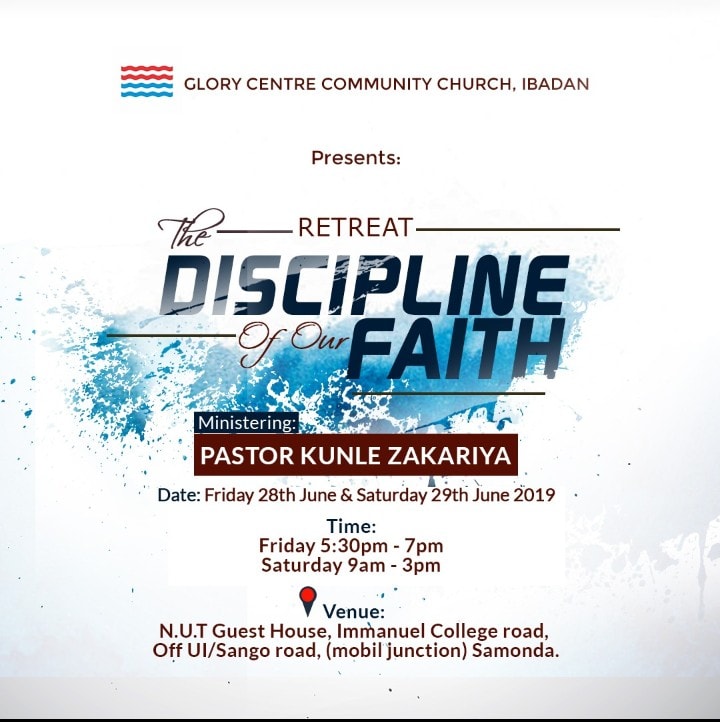 GLORY CENTRE COMMUNITY CHURCH, IBADAN
Presents:
The RETREAT
DISCIPLINE
Of Our FAITH
Ministering:
PASTOR KUNLE ZAKARIYA
Date: Friday 28th June & Saturday 29th June 2019
Time:
Friday 5:30pm - 7pm
Saturday 9am - 3pm
Venue:
N.U.T Guest House, Immanuel College road,
Off UI/Sango road, (mobil junction) Samonda.